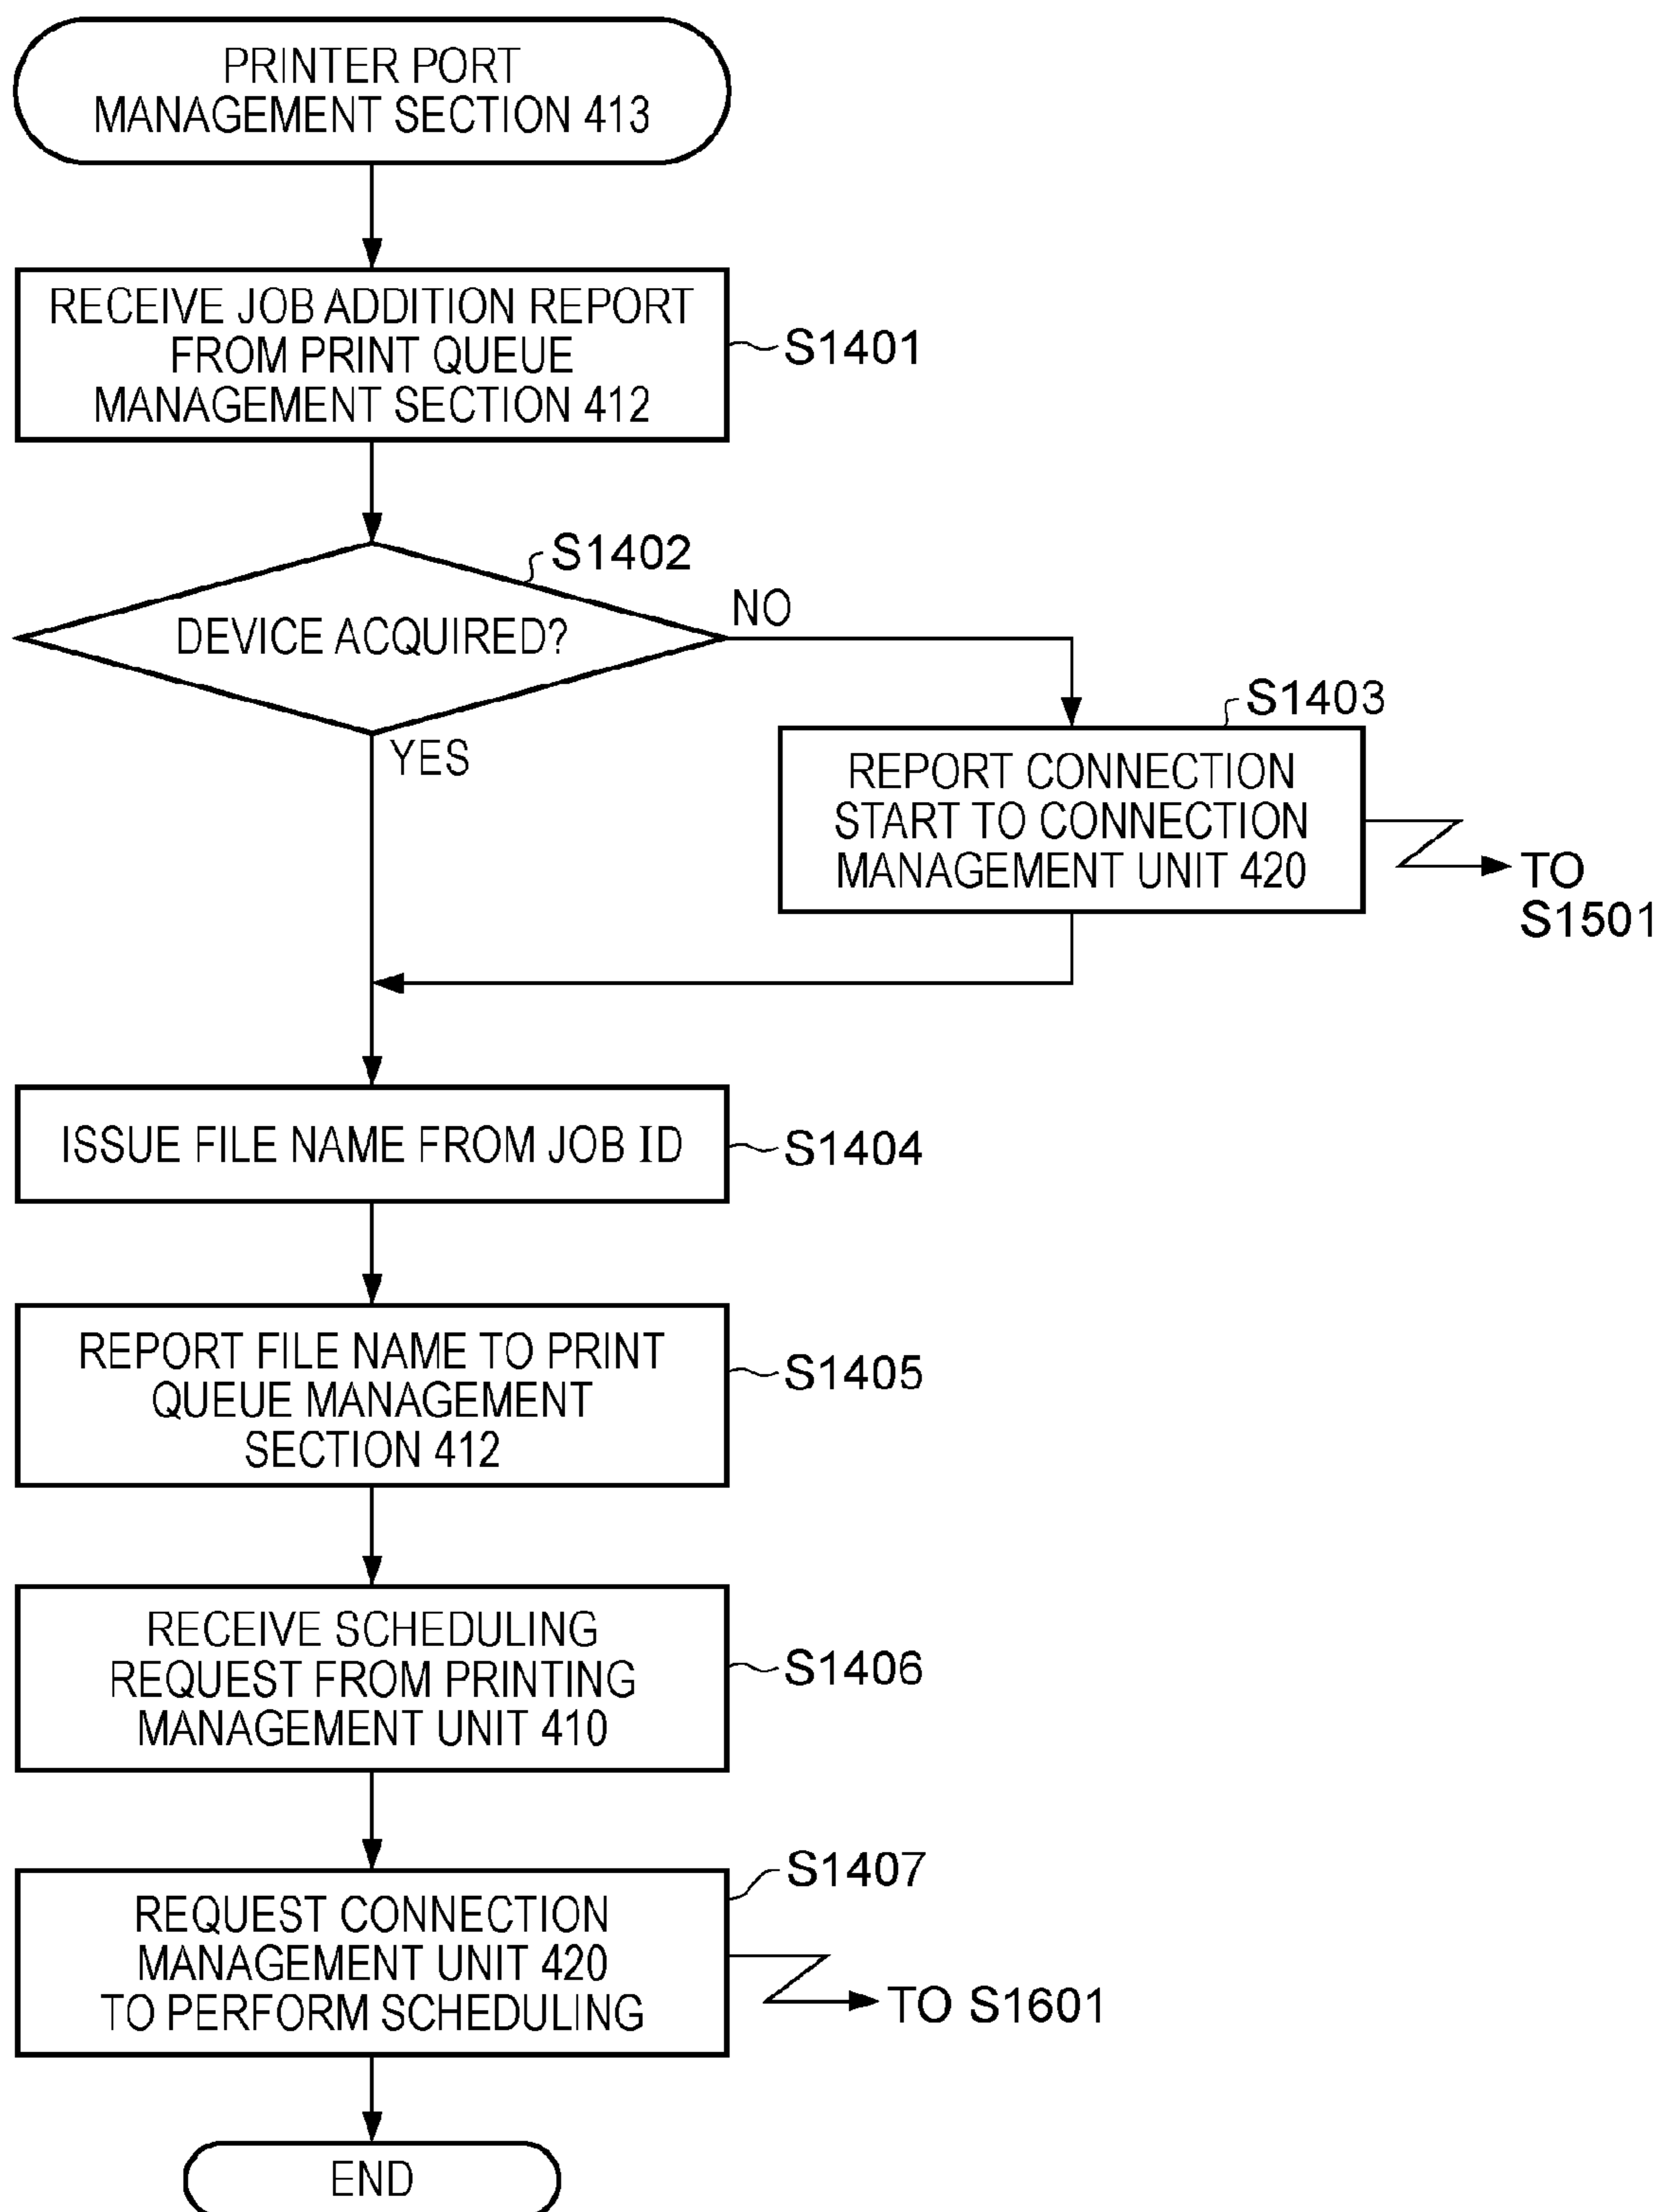 PRINTER PORT
MANAGEMENT SECTION 413
RECEIVE JOB ADDITION REPORT
FROM PRINT QUEUE
MANAGEMENT SECTION 412
S1401
S1402
DEVICE ACQUIRED?
NO
YES
S1403
REPORT CONNECTION
START TO CONNECTION
MANAGEMENT UNIT 420
TO
S1501
ISSUE FILE NAME FROM JOB ID
S1404
REPORT FILE NAME TO PRINT
QUEUE MANAGEMENT
SECTION 412
S1405
RECEIVE SCHEDULING
REQUEST FROM PRINTING
MANAGEMENT UNIT 410
S1406
S1407
REQUEST CONNECTION
MANAGEMENT UNIT 420
TO PERFORM SCHEDULING
TO S1601
END